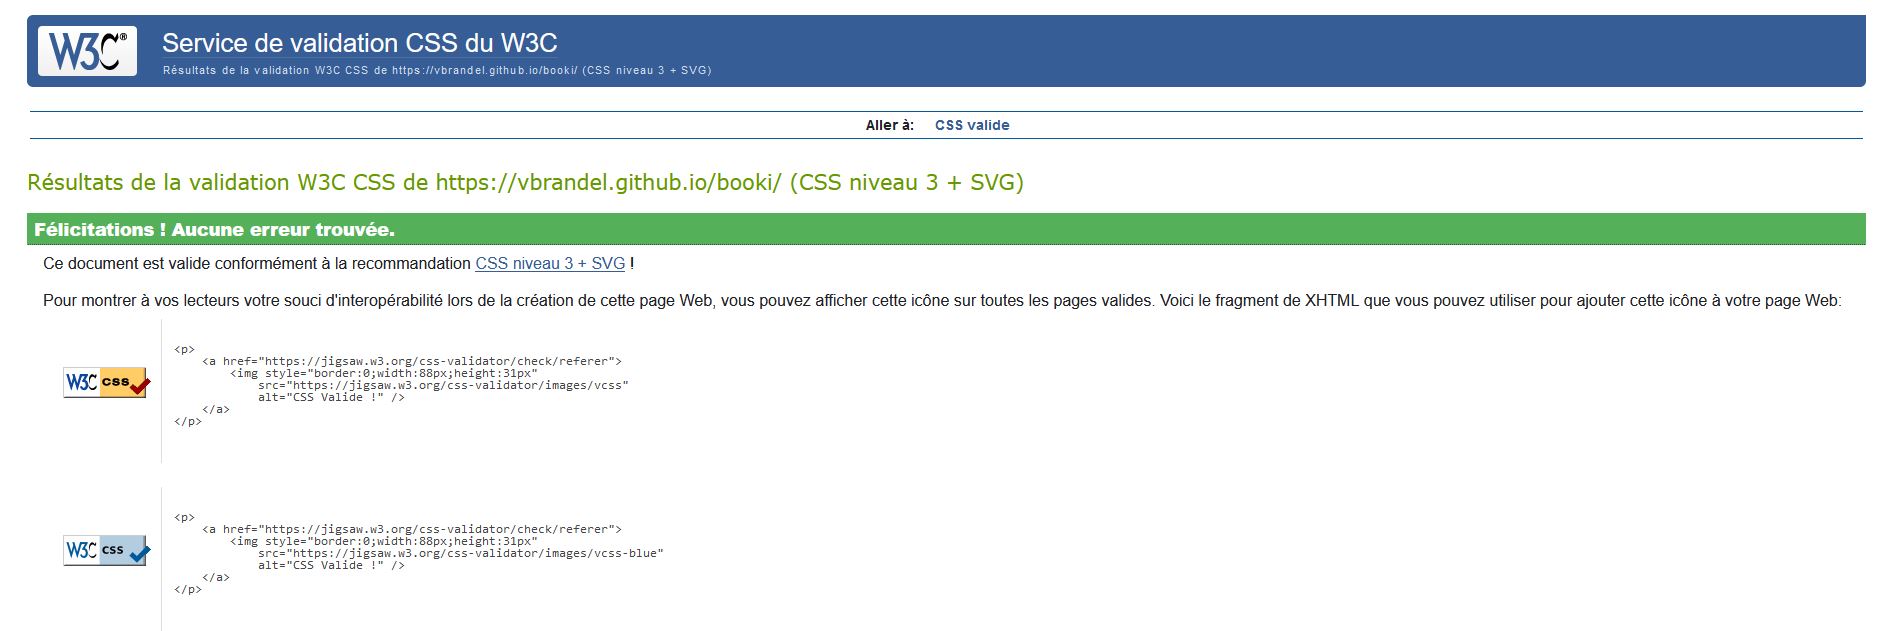 W3C®
Service de validation CSS du W3C
Résultats de la validation W3C CSS de https://vbrandel.github.io/booki/ (CSS niveau 3 + SVG)
Aller à: CSS valide
Résultats de la validation W3C CSS de https://vbrandel.github.io/booki/ (CSS niveau 3 + SVG)
Félicitations ! Aucune erreur trouvée.
Ce document est valide conformément à la recommandation CSS niveau 3 + SVG !
Pour montrer à vos lecteurs votre souci d'interopérabilité lors de la création de cette page Web, vous pouvez afficher cette icône sur toutes les pages valides. Voici le fragment de XHTML que vous pouvez utiliser pour ajouter cette icône à votre page Web:
W3C css
<p>
    <a href="https://jigsaw.w3.org/css-validator/check/referer">
        <img style="border:0;width:88px;height:31px"
            src="https://jigsaw.w3.org/css-validator/images/vcss"
            alt="CSS Valide !" />
    </a>
</p>
W3C css
<p>
    <a href="https://jigsaw.w3.org/css-validator/check/referer">
        <img style="border:0;width:88px;height:31px"
            src="https://jigsaw.w3.org/css-validator/images/vcss-blue"
            alt="CSS Valide !" />
    </a>
</p>